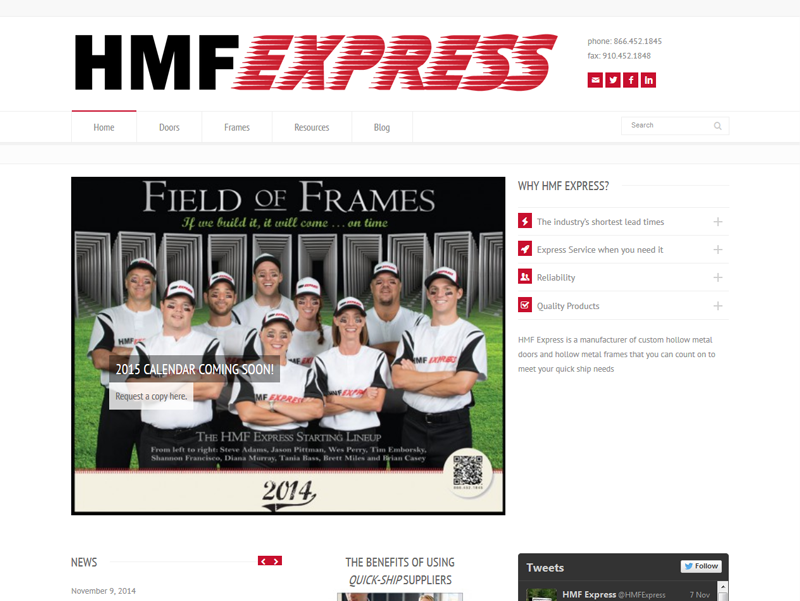 HMF EXPRESS
phone: 866.452.1845
fax: 910.452.1848
Home
Doors
Frames
Resources
Blog
Search
FIELD OF FRAMES
If we build it, it will come . . . on time
2015 CALENDAR COMING SOON!
Request a copy here.
THE HMF EXPRESS STARTING LINEUP
From left to right: Steve Adams, Jason Pittman, Wes Perry, Tim Emborsky,
Shannon Francisco, Diana Murray, Tania Bass, Brett Miles and Brian Casey
2014
WHY HMF EXPRESS?
The industry's shortest lead times
Express Service when you need it
Reliability
Quality Products
HMF Express is a manufacturer of custom hollow metal
doors and hollow metal frames that you can count on to
meet your quick ship needs
NEWS
November 9, 2014
THE BENEFITS OF USING
QUICK-SHIP SUPPLIERS
Tweets
Follow
HMF Express @HMFExpress
7 Nov